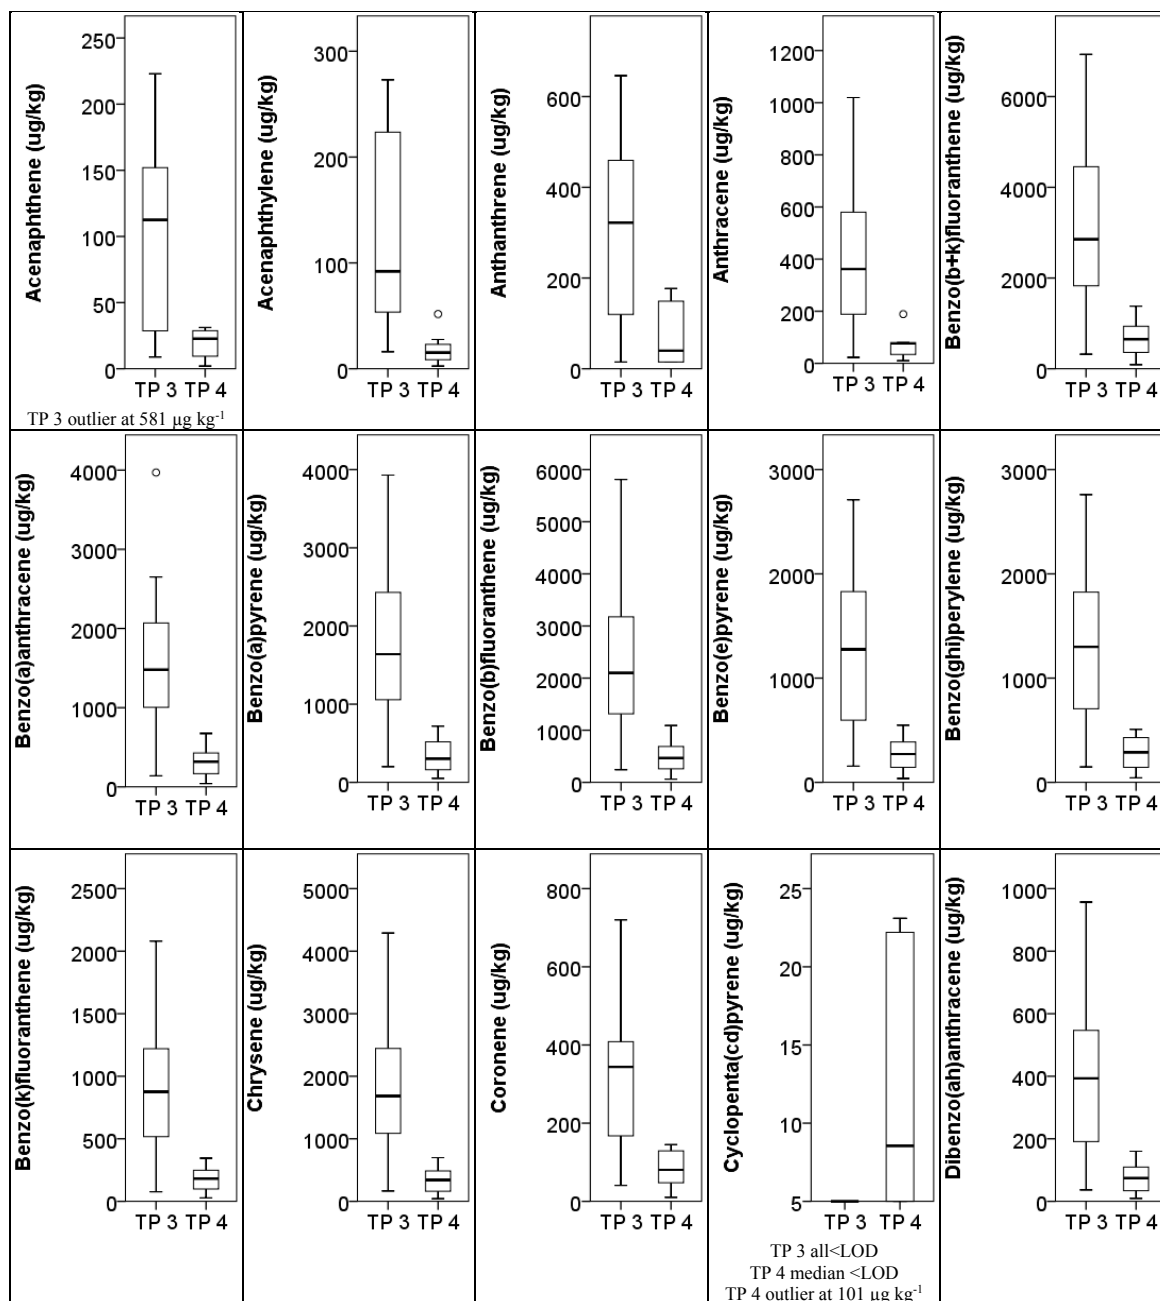 Acenaphthene (ug/kg)
250
200
150
100
50
0
TP 3 TP 4
TP 3 outlier at 581 µg kg⁻¹
Acenaphthylene (ug/kg)
300
200
100
0
TP 3 TP 4
Anthanthrene (ug/kg)
600
400
200
0
TP 3 TP 4
Anthracene (ug/kg)
1200
1000
800
600
400
200
0
TP 3 TP 4
Benzo(b+k)fluoranthene (ug/kg)
6000
4000
2000
0
TP 3 TP 4
Benzo(a)anthracene (ug/kg)
4000
3000
2000
1000
0
TP 3 TP 4
Benzo(a)pyrene (ug/kg)
4000
3000
2000
1000
0
TP 3 TP 4
Benzo(b)fluoranthene (ug/kg)
6000
5000
4000
3000
2000
1000
0
TP 3 TP 4
Benzo(e)pyrene (ug/kg)
3000
2000
1000
0
TP 3 TP 4
Benzo(ghi)perylene (ug/kg)
3000
2000
1000
0
TP 3 TP 4
Benzo(k)fluoranthene (ug/kg)
2500
2000
1500
1000
500
0
TP 3 TP 4
Chrysene (ug/kg)
5000
4000
3000
2000
1000
0
TP 3 TP 4
Coronene (ug/kg)
800
600
400
200
0
TP 3 TP 4
Cyclopenta(cd)pyrene (ug/kg)
25
20
15
10
5
TP 3 TP 4
TP 3 all<LOD
TP 4 median <LOD
TP 4 outlier at 101 µg kg⁻¹
Dibenzo(ah)anthracene (ug/kg)
1000
800
600
400
200
0
TP 3 TP 4